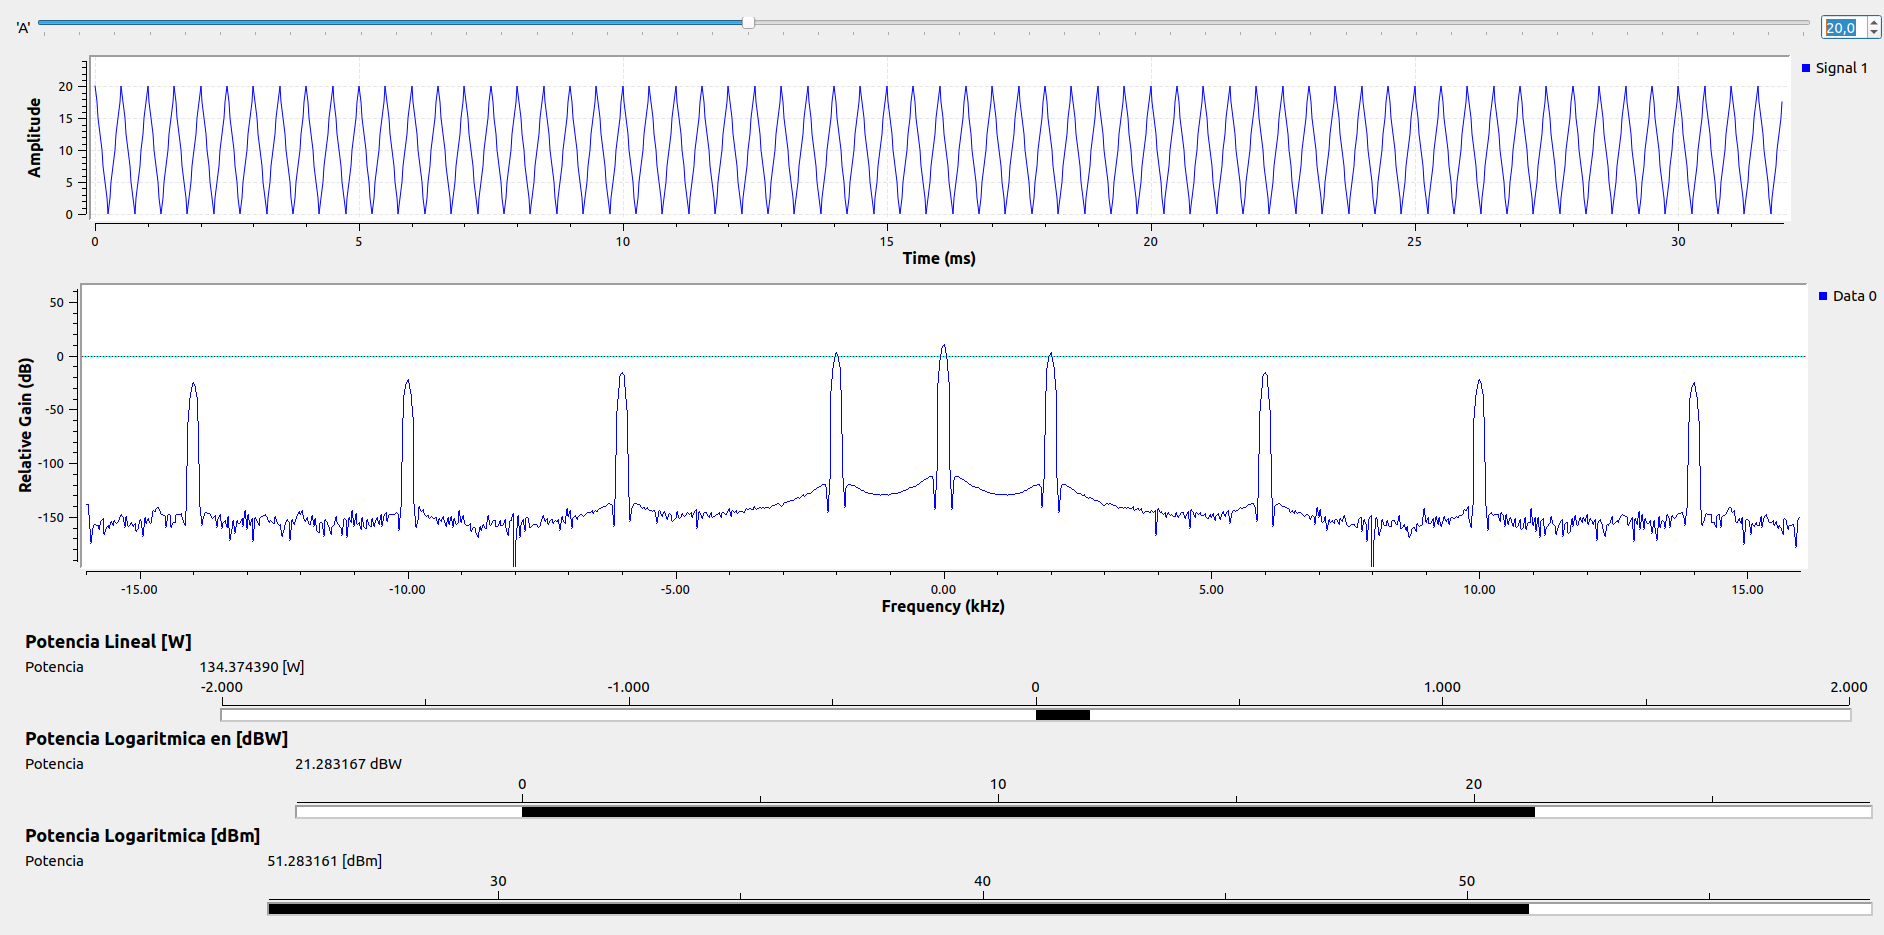 'A'
20,0
Signal 1
Amplitude
20
15
10
5
0
0 5 10 15 20 25 30
Time (ms)
Data 0
Relative Gain (dB)
50
0
-50
-100
-150
-15.00 -10.00 -5.00 0.00 5.00 10.00 15.00
Frequency (kHz)
Potencia Lineal [W]
Potencia 134.374390 [W]
-2.000 -1.000 0 1.000 2.000
Potencia Logaritmica en [dBW]
Potencia 21.283167 dBW
0 10 20
Potencia Logaritmica [dBm]
Potencia 51.283161 [dBm]
30 40 50